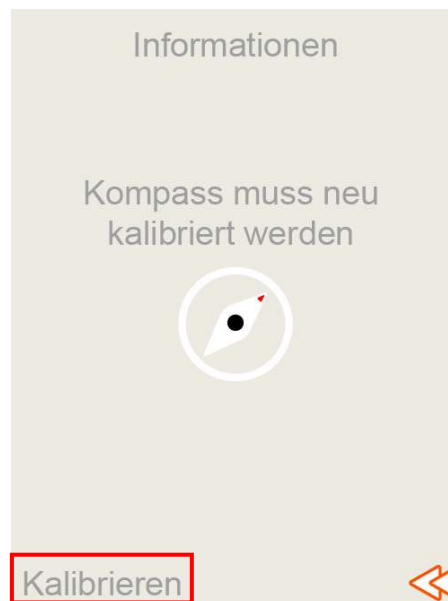 Informationen
Kompass muss neu
kalibriert werden
Kalibrieren